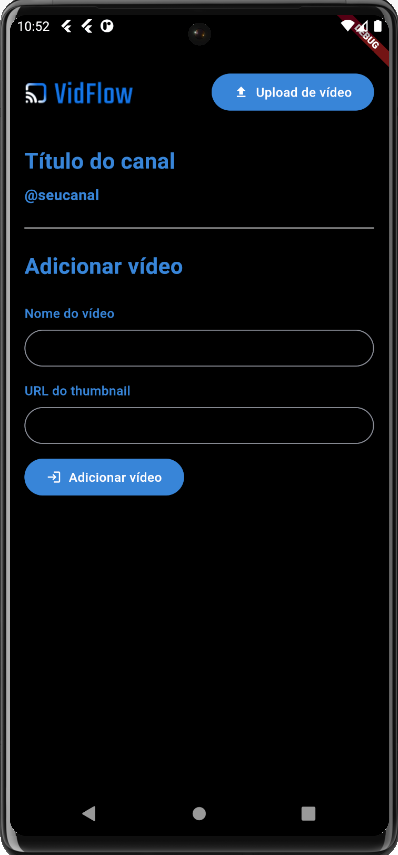 10:52
DEBUG
VidFlow
Upload de vídeo
Título do canal
@seucanal
Adicionar vídeo
Nome do vídeo
URL do thumbnail
Adicionar vídeo